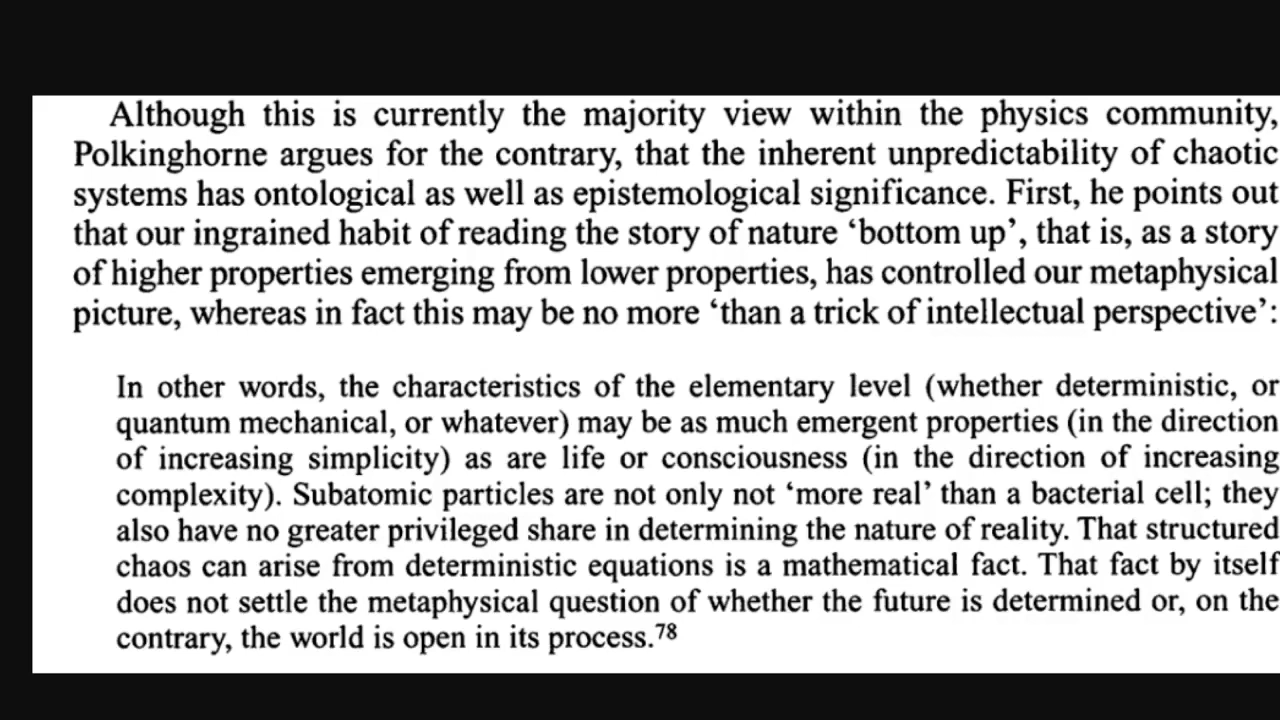 Although this is currently the majority view within the physics community,
Polkinghorne argues for the contrary, that the inherent unpredictability of chaotic
systems has ontological as well as epistemological significance. First, he points out
that our ingrained habit of reading the story of nature ‘bottom up’, that is, as a story
of higher properties emerging from lower properties, has controlled our metaphysical
picture, whereas in fact this may be no more ‘than a trick of intellectual perspective’:
In other words, the characteristics of the elementary level (whether deterministic, or
quantum mechanical, or whatever) may be as much emergent properties (in the direction
of increasing simplicity) as are life or consciousness (in the direction of increasing
complexity). Subatomic particles are not only not ‘more real’ than a bacterial cell; they
also have no greater privileged share in determining the nature of reality. That structured
chaos can arise from deterministic equations is a mathematical fact. That fact by itself
does not settle the metaphysical question of whether the future is determined or, on the
contrary, the world is open in its process.78